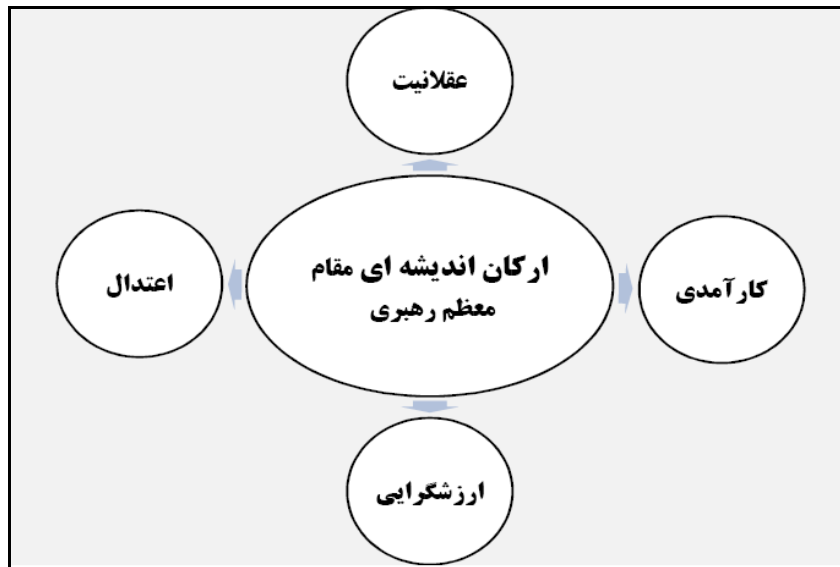 عقلانیت
ارکان اندیشه ای مقام
معظم رهبری
کارآمدی
اعتدال
ارزشگرایی